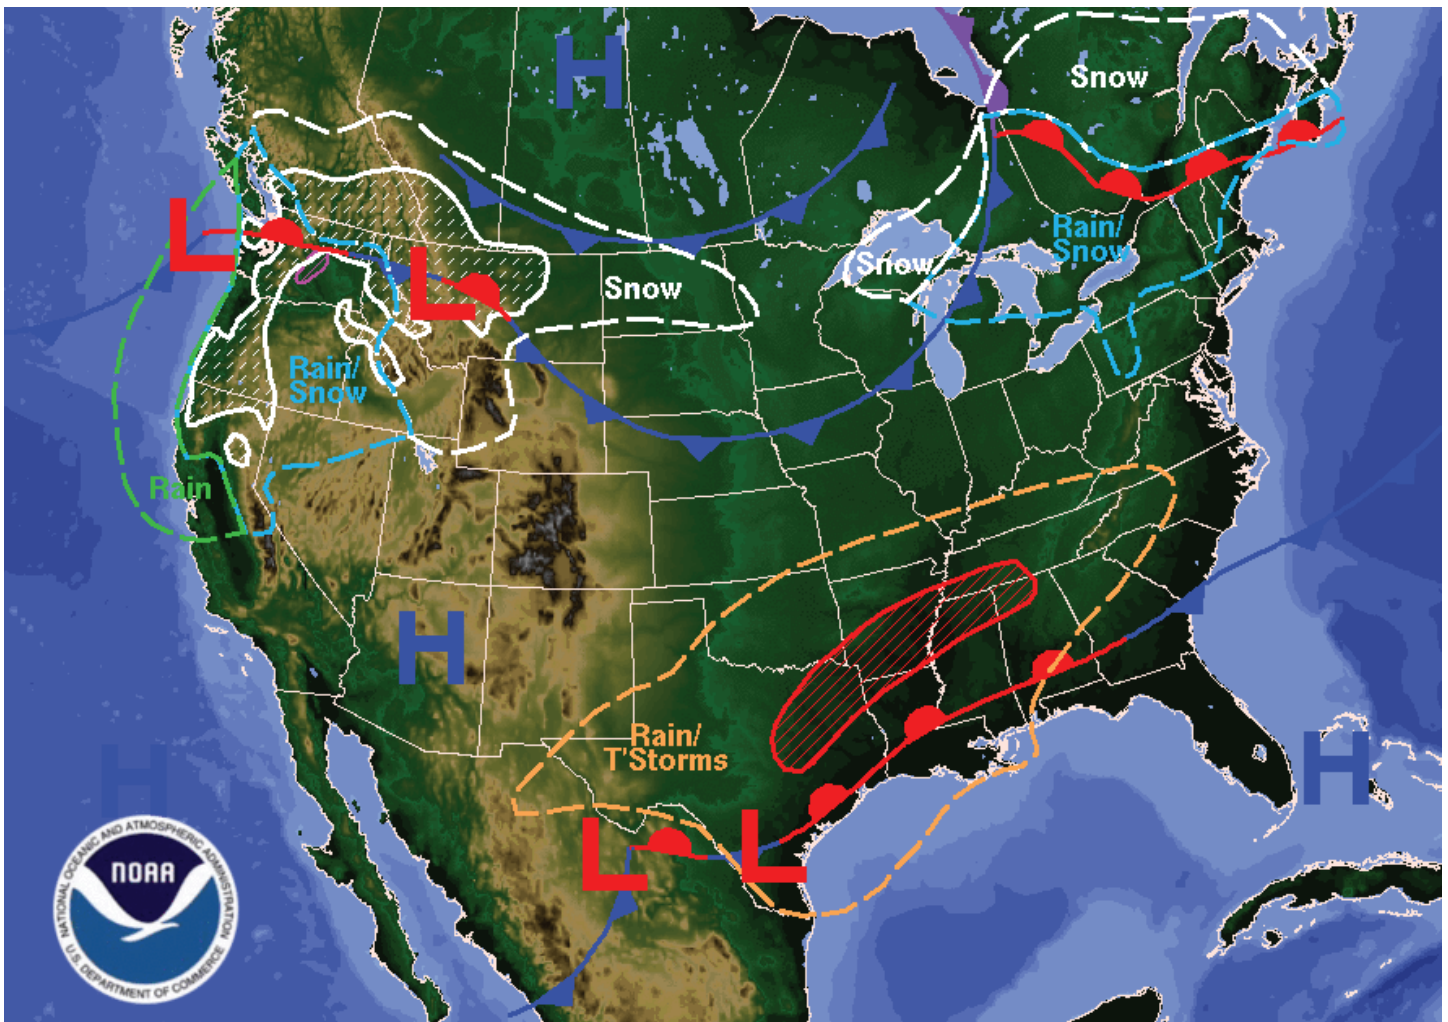 H
Snow
L
Rain/
Snow
Snow
L
Snow
Rain/
Snow
Rain
H
Rain/
T'Storms
H
H
L
L
NOAA
NATIONAL OCEANIC AND ATMOSPHERIC ADMINISTRATION
U.S. DEPARTMENT OF COMMERCE